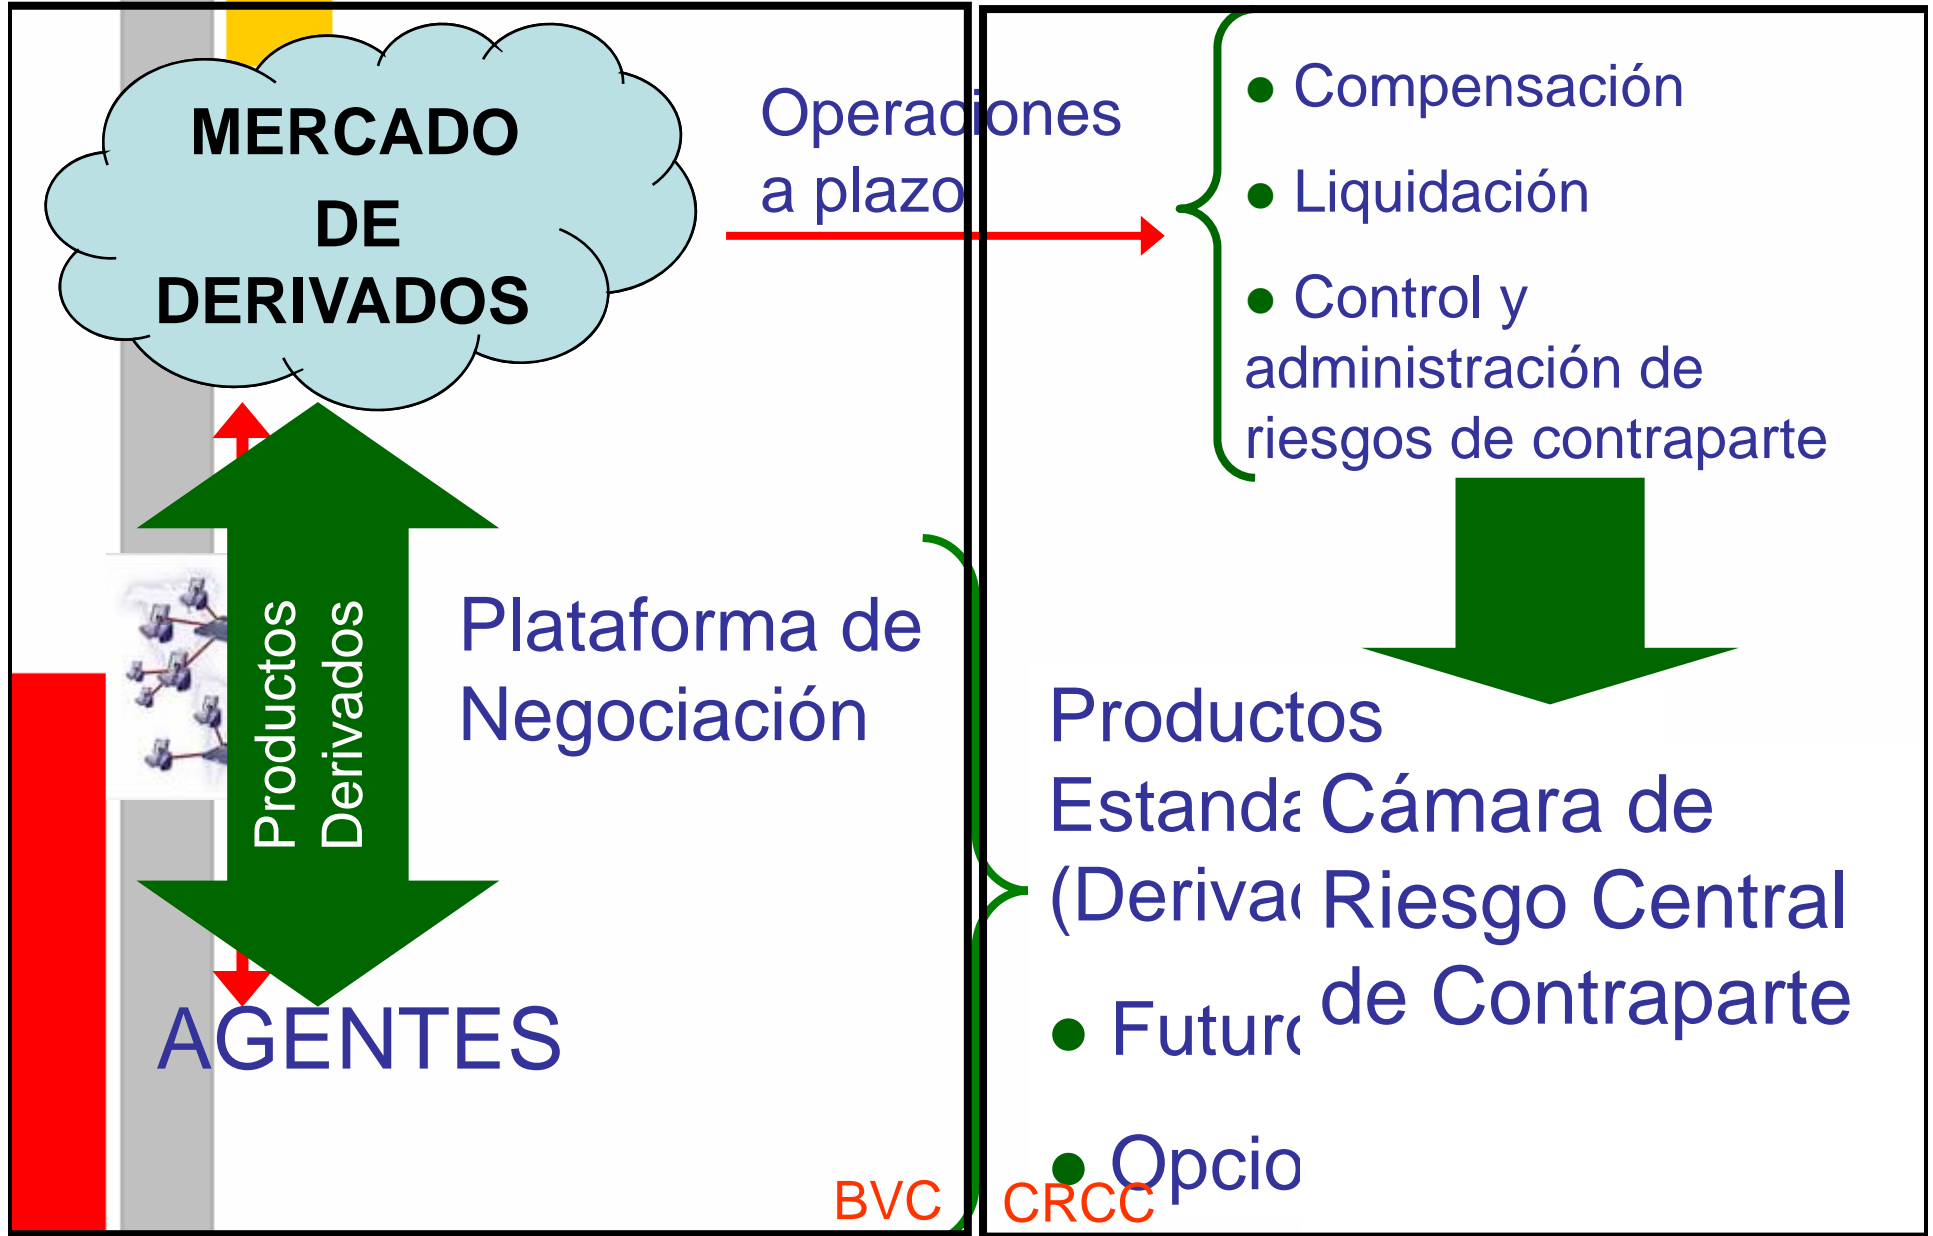 MERCADO
DE
DERIVADOS
Operaciones
a plazo
● Compensación
● Liquidación
● Control y
administración de
riesgos de contraparte
Productos
Derivados
Plataforma de
Negociación
AGENTES
Productos
Cámara de
Riesgo Central
de Contraparte
BVC
CRCC